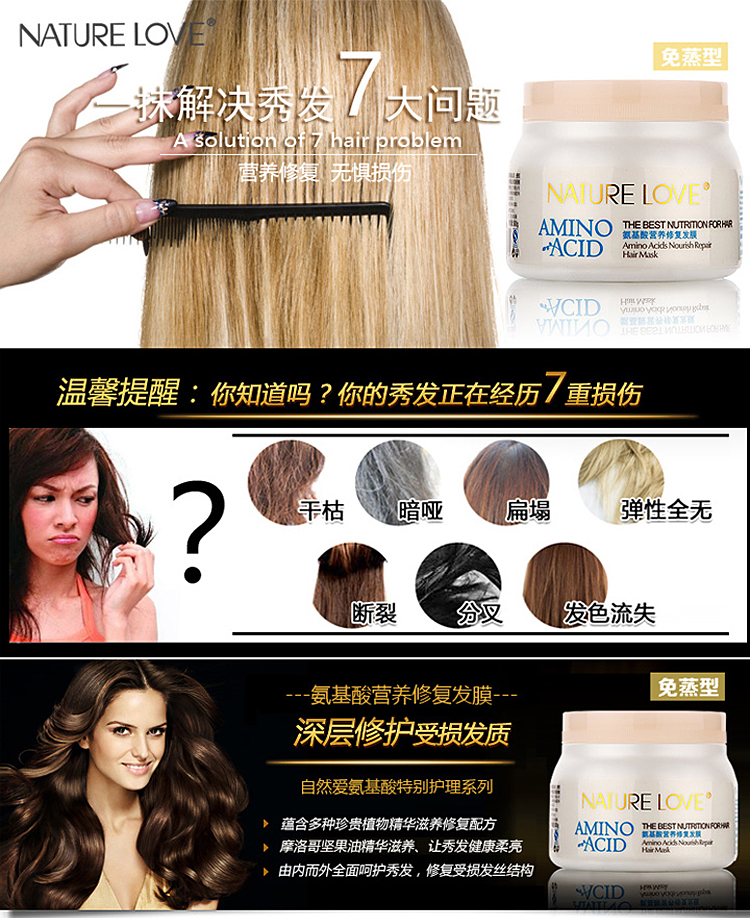 NATURE LOVE®
免蒸型
一抹解决秀发7大问题
A solution of 7 hair problem
营养修复 无惧损伤
NATURE LOVE®
AMINO ACID
THE BEST NUTRITION FOR HAIR
氨基酸营养修复发膜
Amino Acids Nourish Repair
Hair Mask
温馨提醒：你知道吗？你的秀发正在经历7重损伤
?
干枯
暗哑
扁塌
弹性全无
断裂
分叉
发色流失
免蒸型
---氨基酸营养修复发膜---
深层修护受损发质
自然爱氨基酸特别护理系列
蕴含多种珍贵植物精华滋养修复配方
摩洛哥坚果油精华滋养、让秀发健康柔亮
由内而外全面呵护秀发，修复受损发丝结构
NATURE LOVE®
AMINO ACID
THE BEST NUTRITION FOR HAIR
氨基酸营养修复发膜
Amino Acids Nourish Repair
Hair Mask